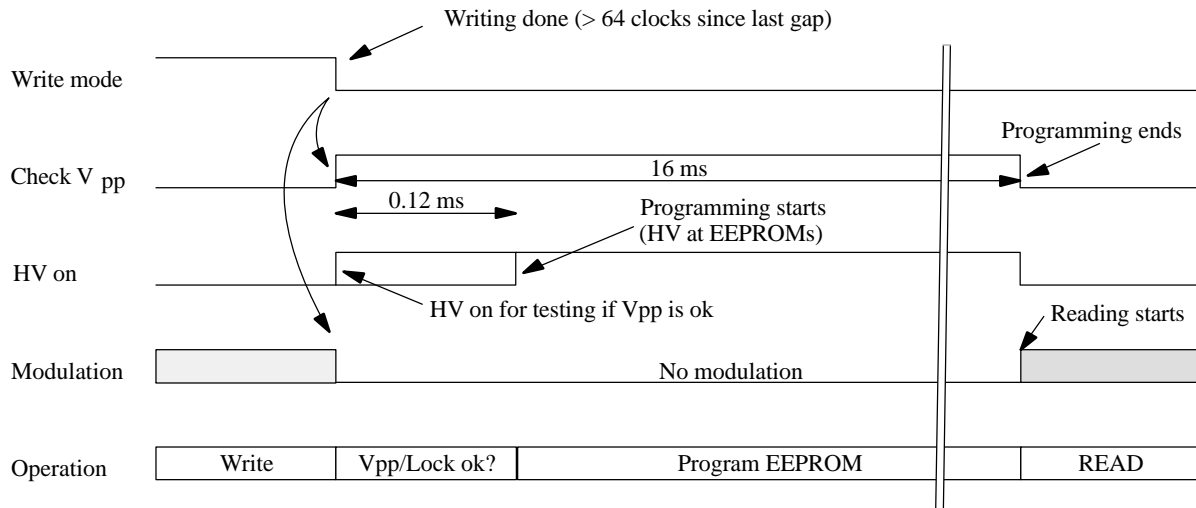 Writing done (> 64 clocks since last gap)
Write mode
Programming ends
Check V pp
16 ms
0.12 ms
Programming starts
(HV at EEPROMs)
HV on
HV on for testing if Vpp is ok
Reading starts
Modulation
No modulation
Operation
Write
Vpp/Lock ok?
Program EEPROM
READ